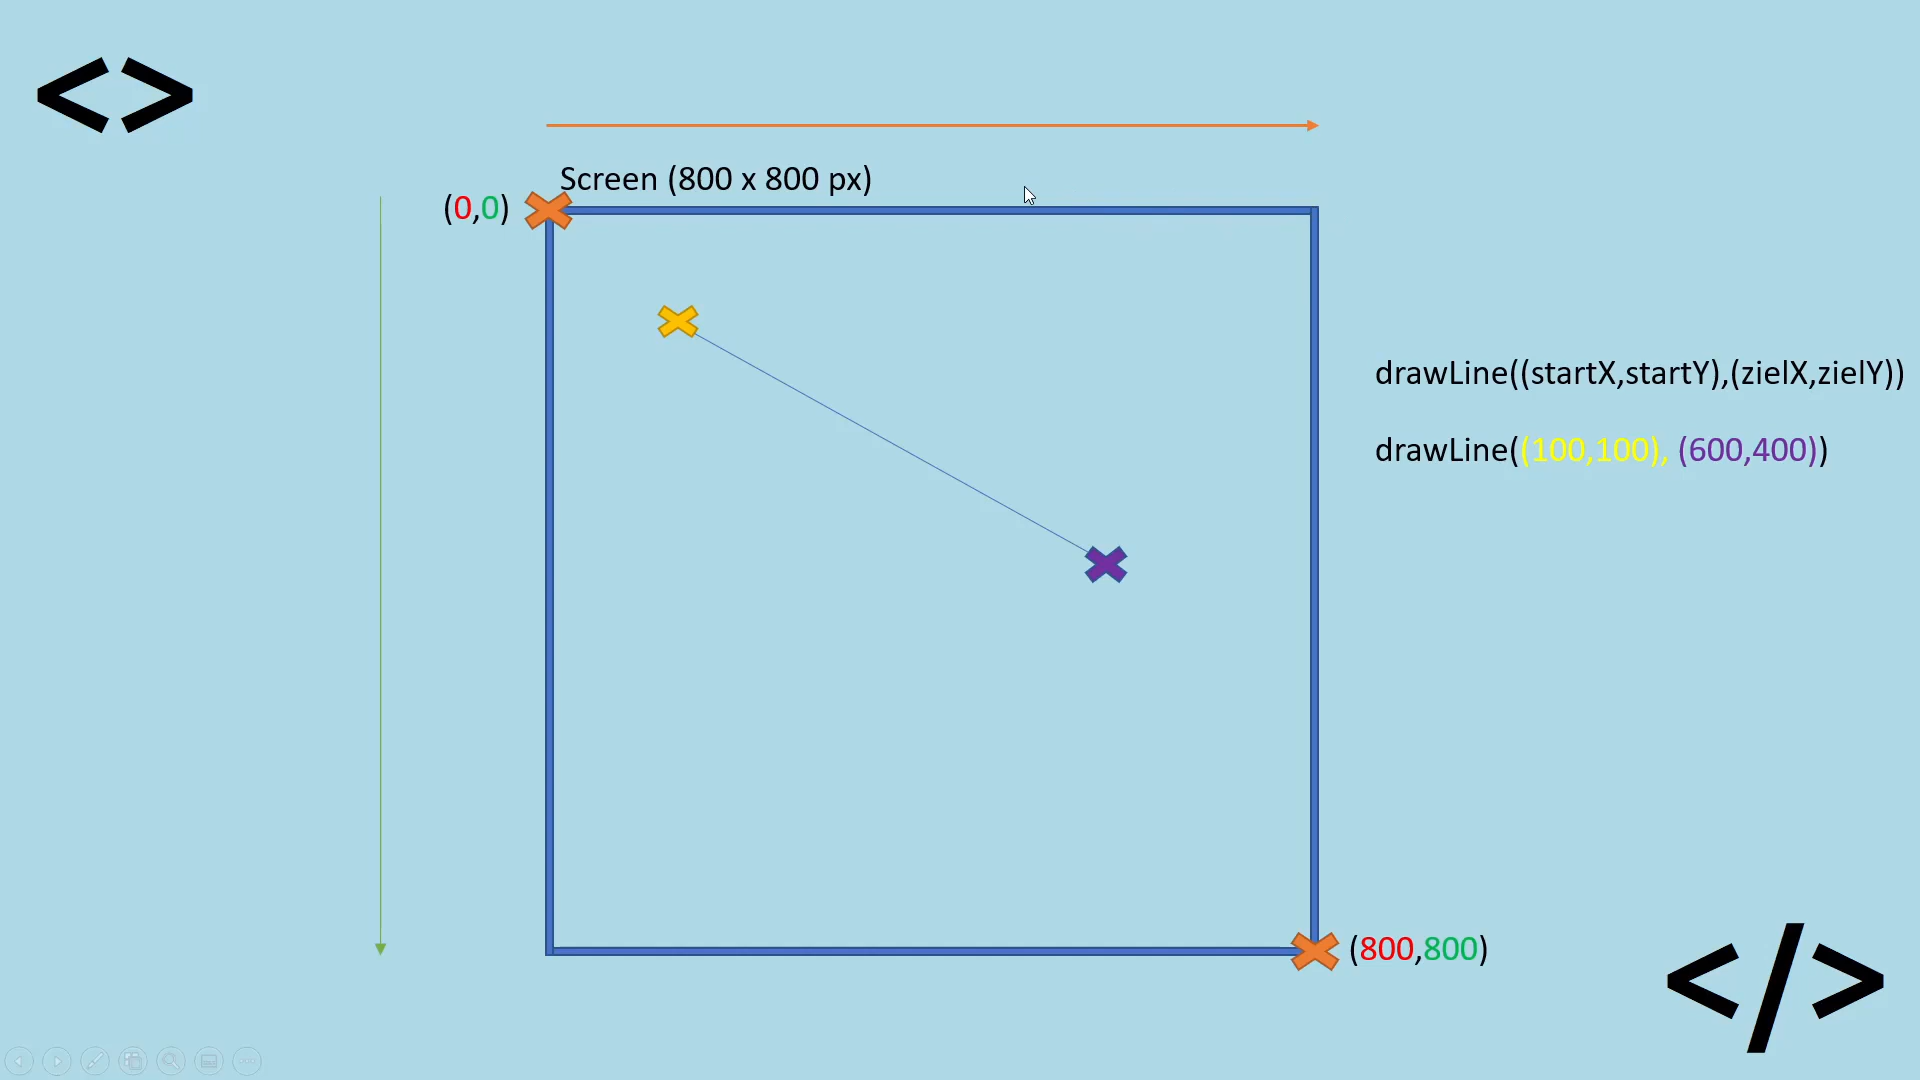 <>
Screen (800 x 800 px)
(0,0)
drawLine((startX,startY),(zielX,zielY))
drawLine((100,100), (600,400))
(800,800)
</>